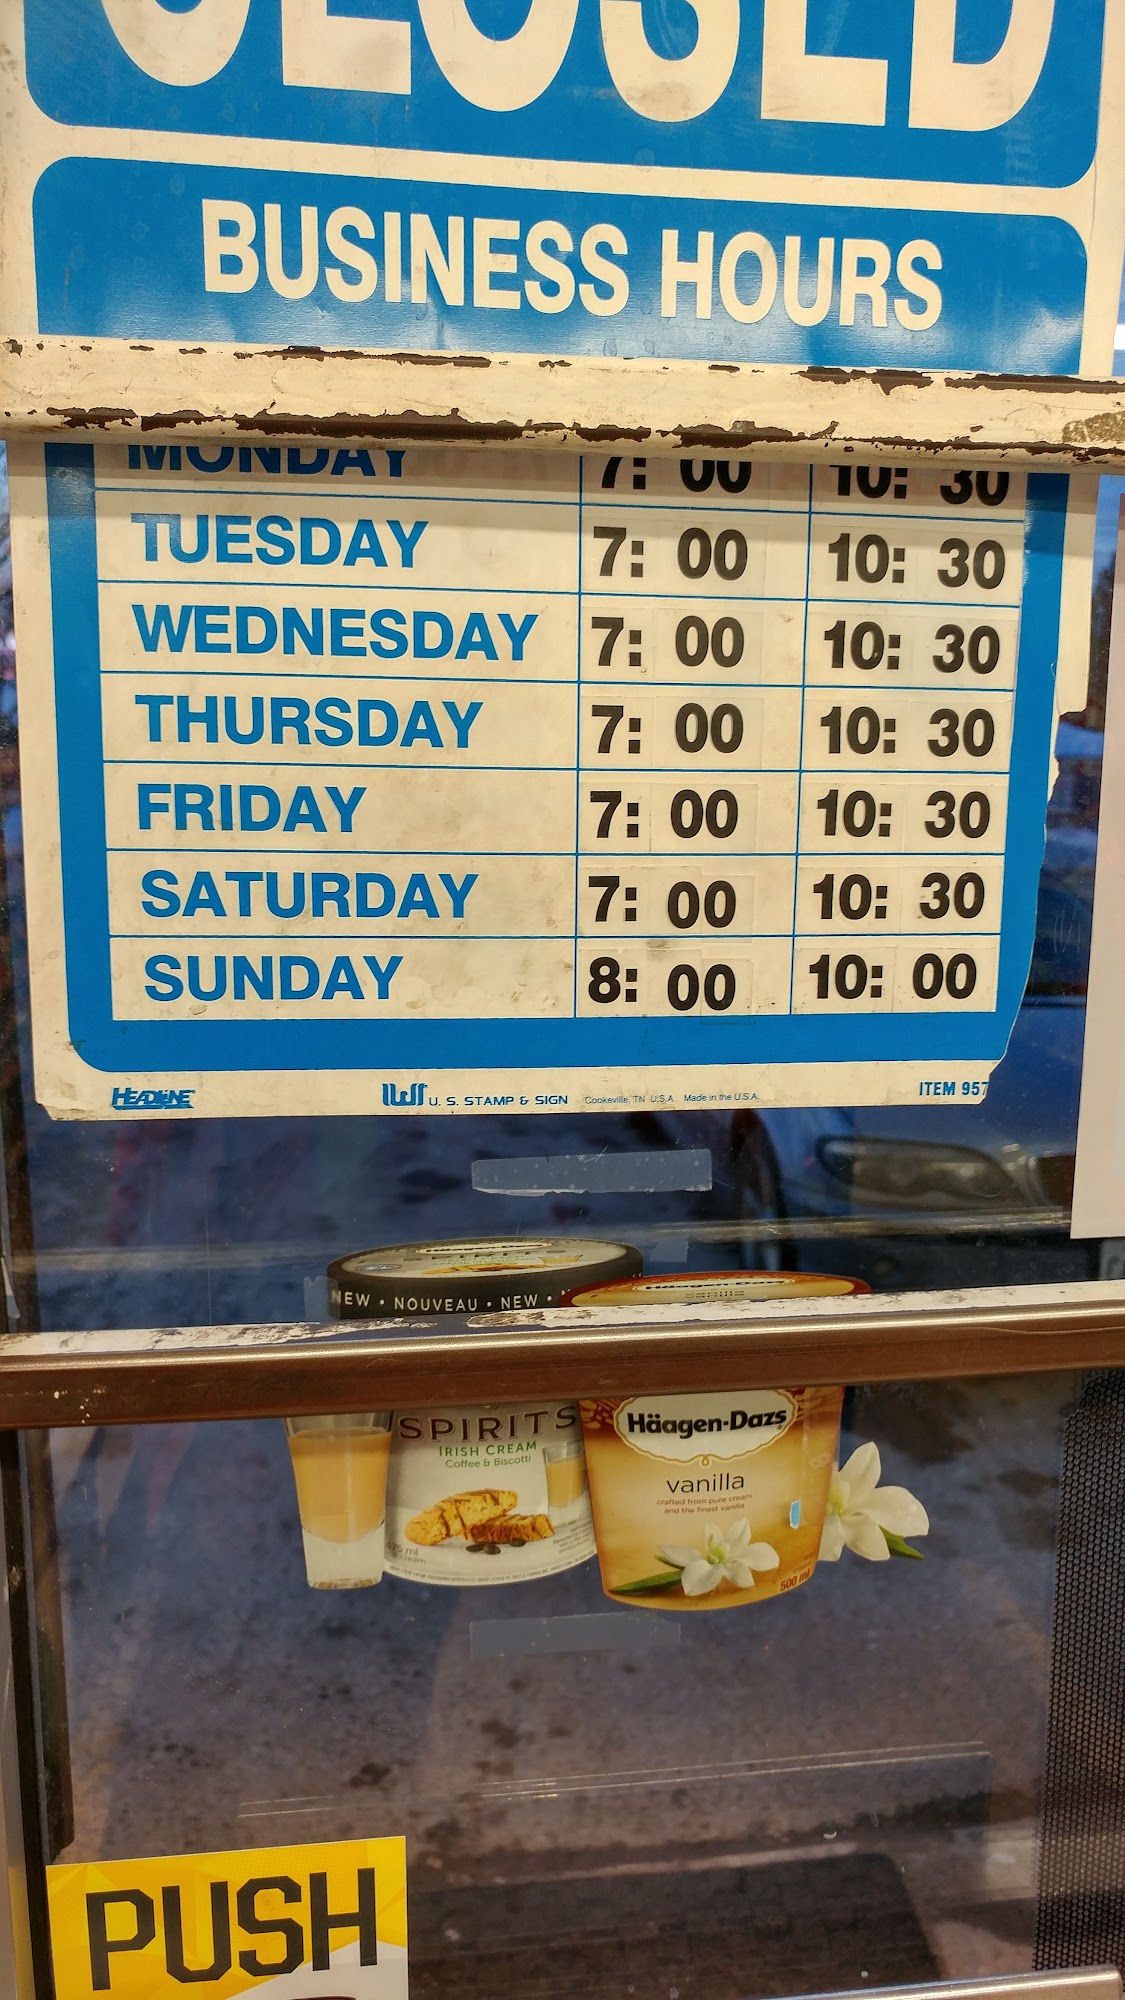 CLOSED
BUSINESS HOURS
MONDAY 7: 00 10: 30
TUESDAY 7: 00 10: 30
WEDNESDAY 7: 00 10: 30
THURSDAY 7: 00 10: 30
FRIDAY 7: 00 10: 30
SATURDAY 7: 00 10: 30
SUNDAY 8: 00 10: 00
HEADLINE U. S. STAMP & SIGN Cookeville, TN U.S.A. Made in the U.S.A. ITEM 957
Häagen-Dazs
NEW • NOUVEAU • NEW •
SPIRITS
IRISH CREAM
Coffee & Biscotti
Häagen-Dazs
vanilla
crafted from pure cream
and the finest vanilla
500 ml
PUSH